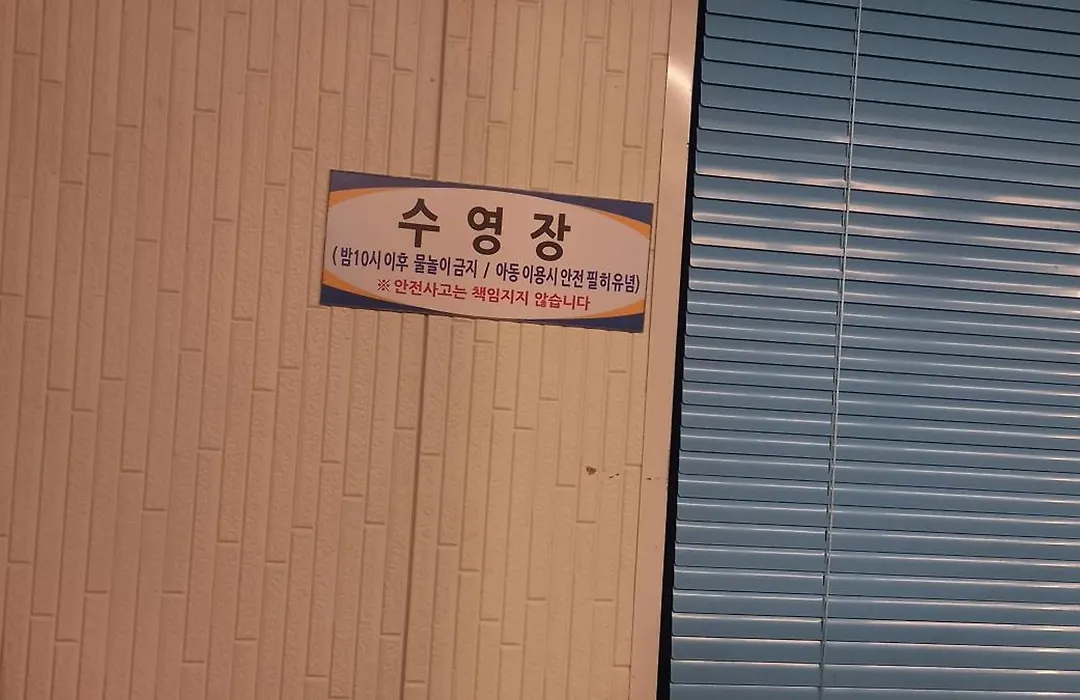 수 영 장
( 밤10시 이후 물놀이 금지 / 아동 이용시 안전 필히 유념)
※ 안전사고는 책임지지 않습니다